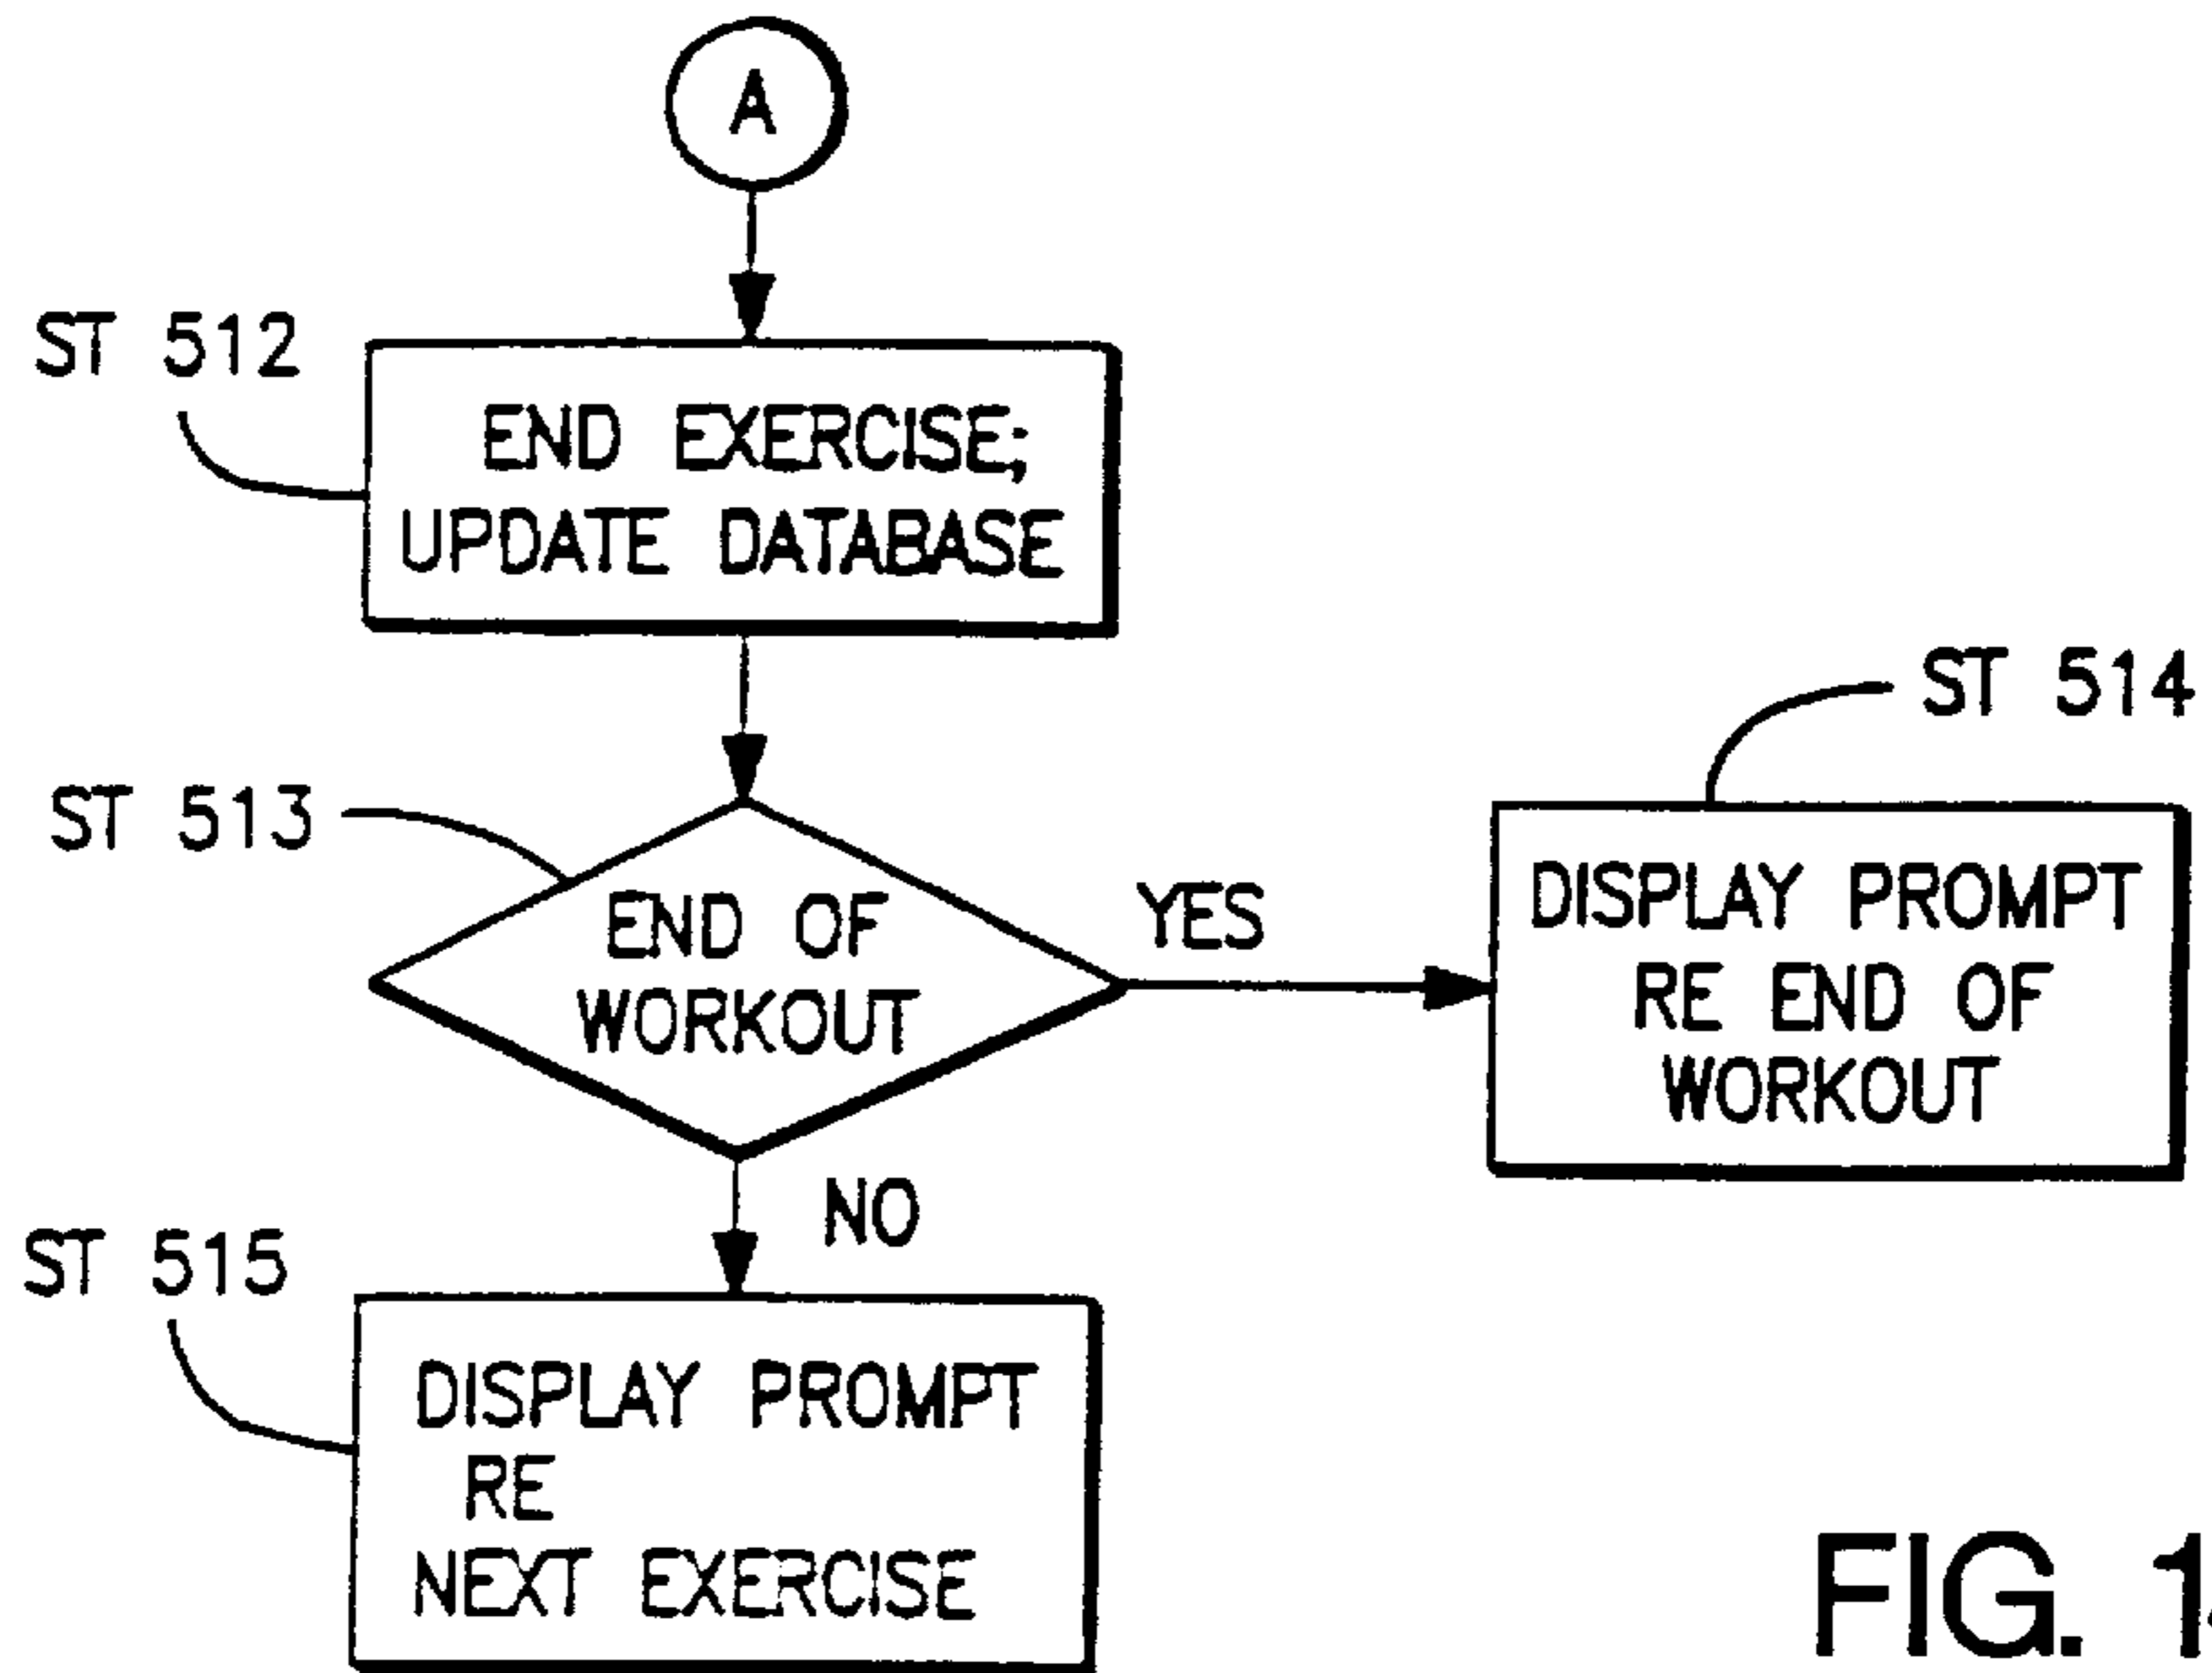 A
ST 512
END EXERCISE;
UPDATE DATABASE
ST 514
ST 513
END OF
WORKOUT
YES
DISPLAY PROMPT
RE END OF
WORKOUT
NO
ST 515
DISPLAY PROMPT
RE
NEXT EXERCISE
FIG.